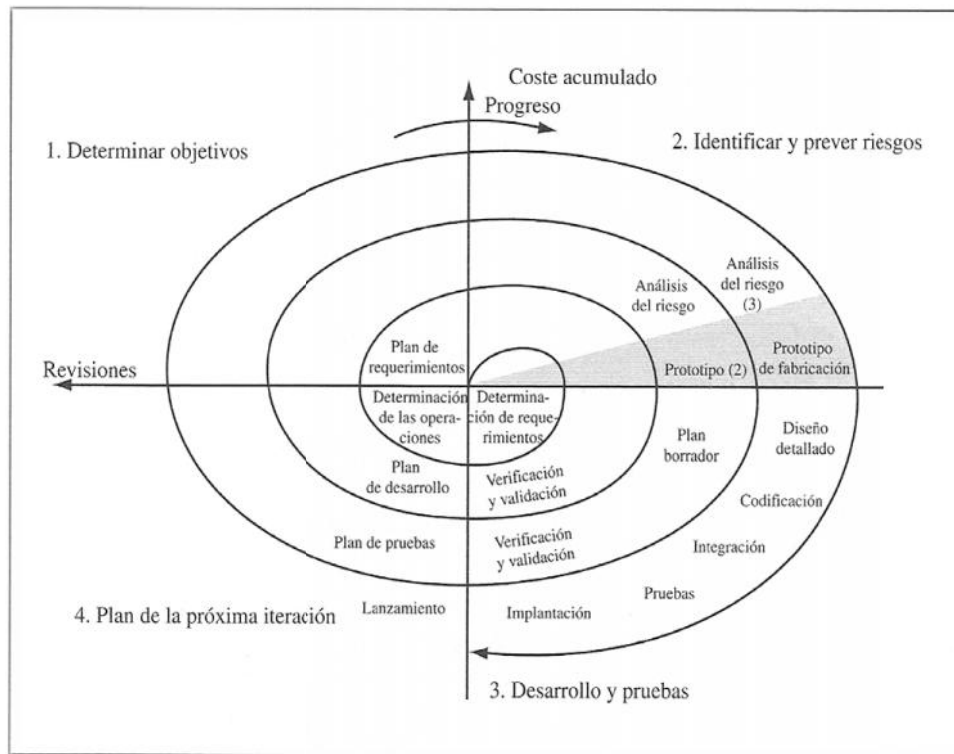 Coste acumulado
Progreso
1. Determinar objetivos
2. Identificar y prever riesgos
Análisis
del riesgo
Análisis
del riesgo
(3)
Revisiones
Plan de
requerimientos
Prototipo (2)
Prototipo
de fabricación
Determinación
de las opera-
ciones
Determina-
ción de reque-
rimientos
Plan
borrador
Diseño
detallado
Plan
de desarrollo
Verificación
y validación
Codificación
Plan de pruebas
Verificación
y validación
Integración
Pruebas
4. Plan de la próxima iteración
Lanzamiento
Implantación
3. Desarrollo y pruebas